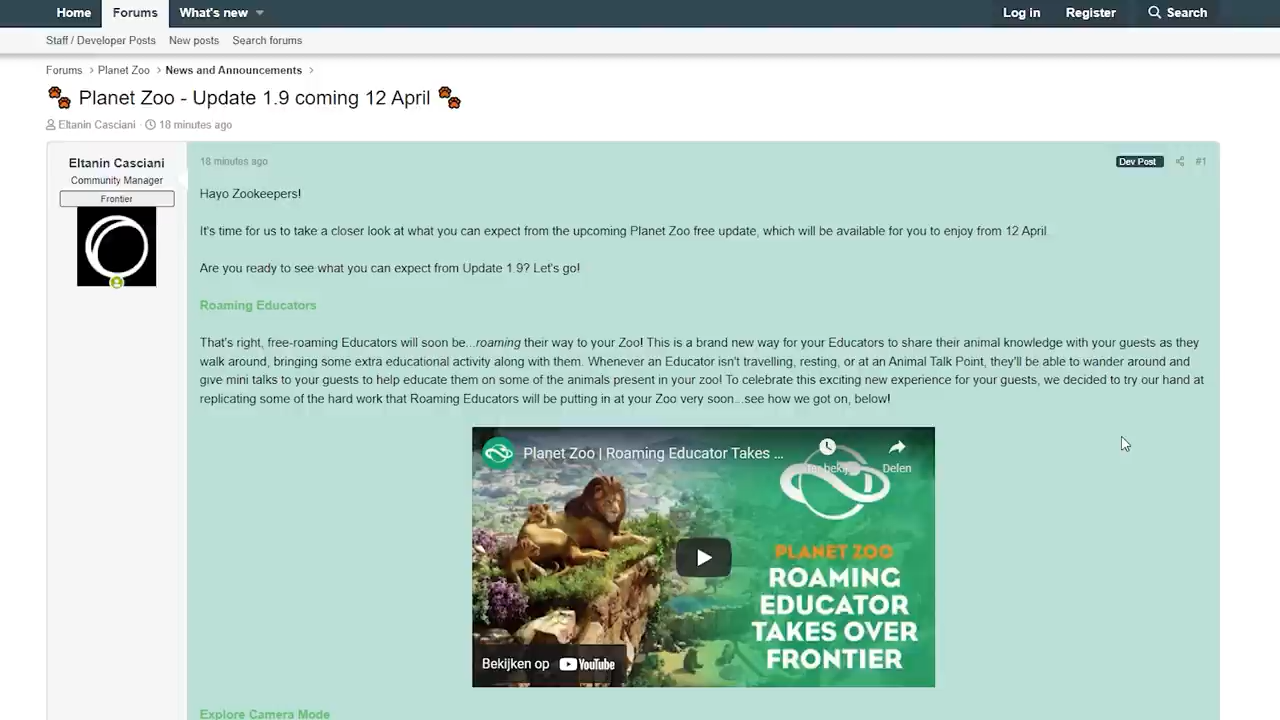 Home Forums What's new Log in Register Search
Staff / Developer Posts New posts Search forums
Forums Planet Zoo News and Announcements
Planet Zoo - Update 1.9 coming 12 April
Eltanin Casciani 18 minutes ago
Eltanin Casciani
Community Manager
Frontier
18 minutes ago Dev Post #1
Hayo Zookeepers!
It's time for us to take a closer look at what you can expect from the upcoming Planet Zoo free update, which will be available for you to enjoy from 12 April.
Are you ready to see what you can expect from Update 1.9? Let's go!
Roaming Educators
That's right, free-roaming Educators will soon be...roaming their way to your Zoo! This is a brand new way for your Educators to share their animal knowledge with your guests as they
walk around, bringing some extra educational activity along with them. Whenever an Educator isn't travelling, resting, or at an Animal Talk Point, they'll be able to wander around and
give mini talks to your guests to help educate them on some of the animals present in your zoo! To celebrate this exciting new experience for your guests, we decided to try our hand at
replicating some of the hard work that Roaming Educators will be putting in at your Zoo very soon...see how we got on, below!
Planet Zoo | Roaming Educator Takes ...
Delen
PLANET ZOO
ROAMING
EDUCATOR
TAKES OVER
FRONTIER
Bekijken op YouTube
Explore Camera Mode